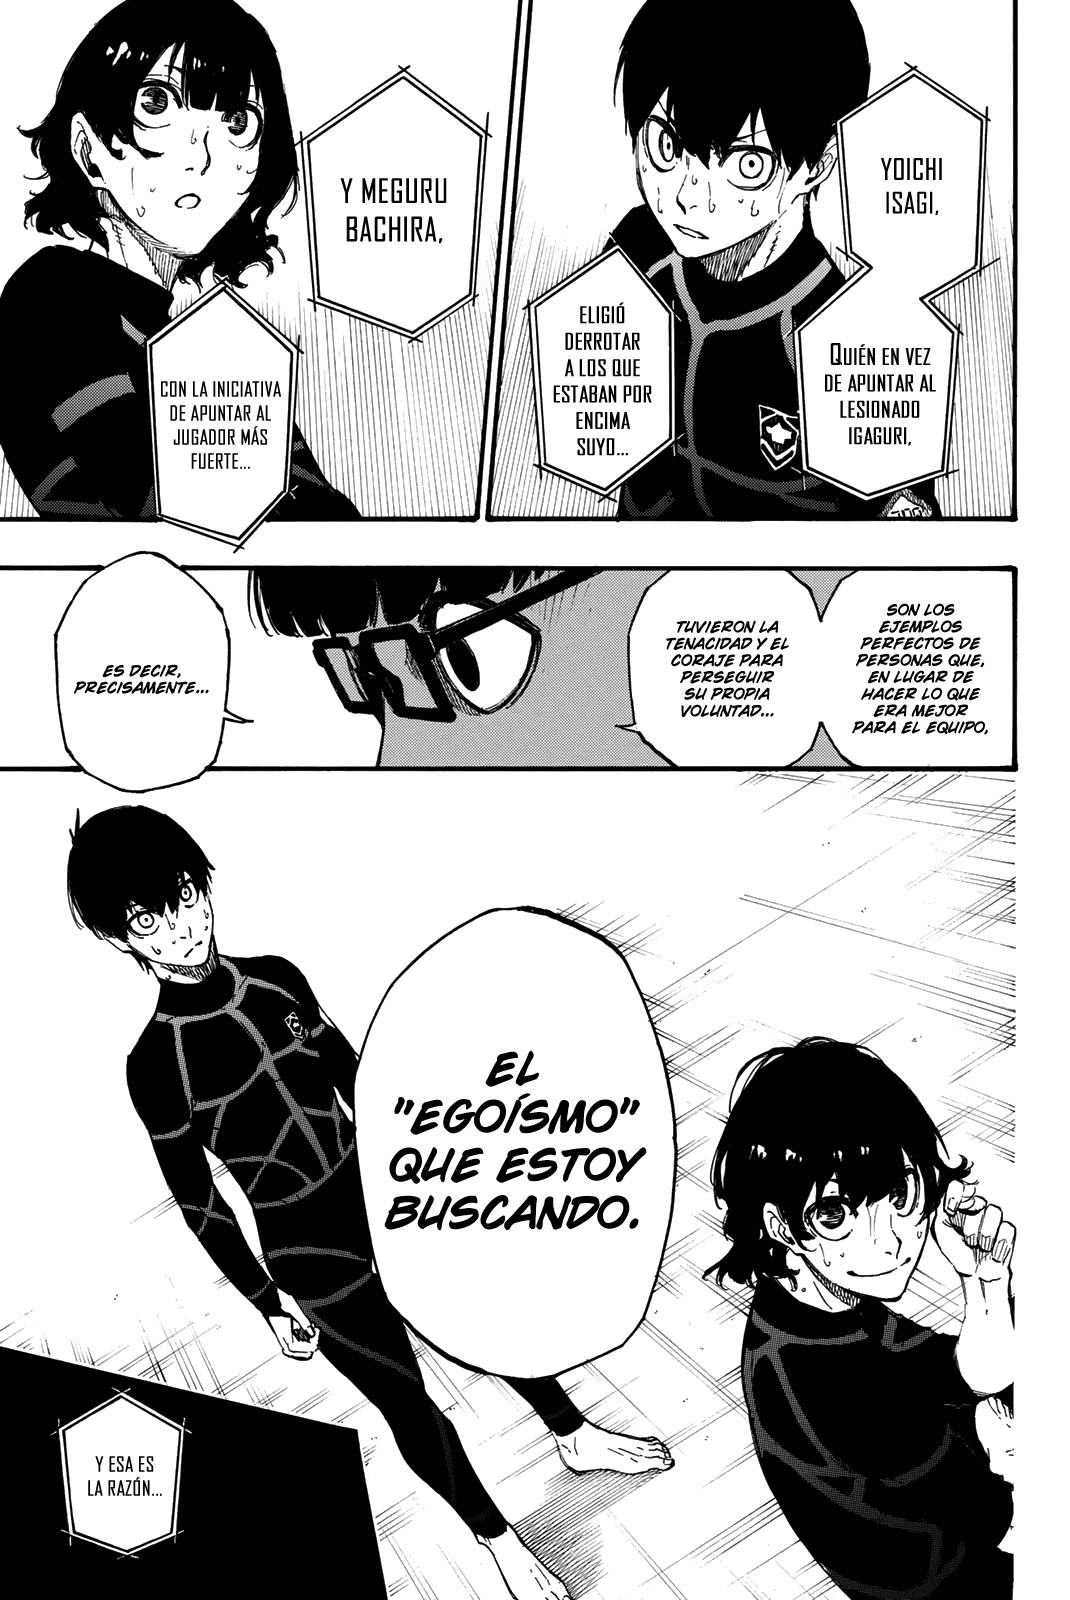 YOICHI
ISAGI,
QUIÉN EN VEZ
DE APUNTAR AL
LESIONADO
IGAGURI,
ELIGIÓ
DERROTAR
A LOS QUE
ESTABAN POR
ENCIMA
SUYO...
Y MEGURU
BACHIRA,
CON LA INICIATIVA
DE APUNTAR AL
JUGADOR MÁS
FUERTE...
SON LOS
EJEMPLOS
PERFECTOS DE
PERSONAS QUE,
EN LUGAR DE
HACER LO QUE
ERA MEJOR
PARA EL EQUIPO,
TUVIERON LA
TENACIDAD Y EL
CORAJE PARA
PERSEGUIR
SU PROPIA
VOLUNTAD...
ES DECIR,
PRECISAMENTE...
EL
"EGOÍSMO"
QUE ESTOY
BUSCANDO.
Y ESA ES
LA RAZÓN...